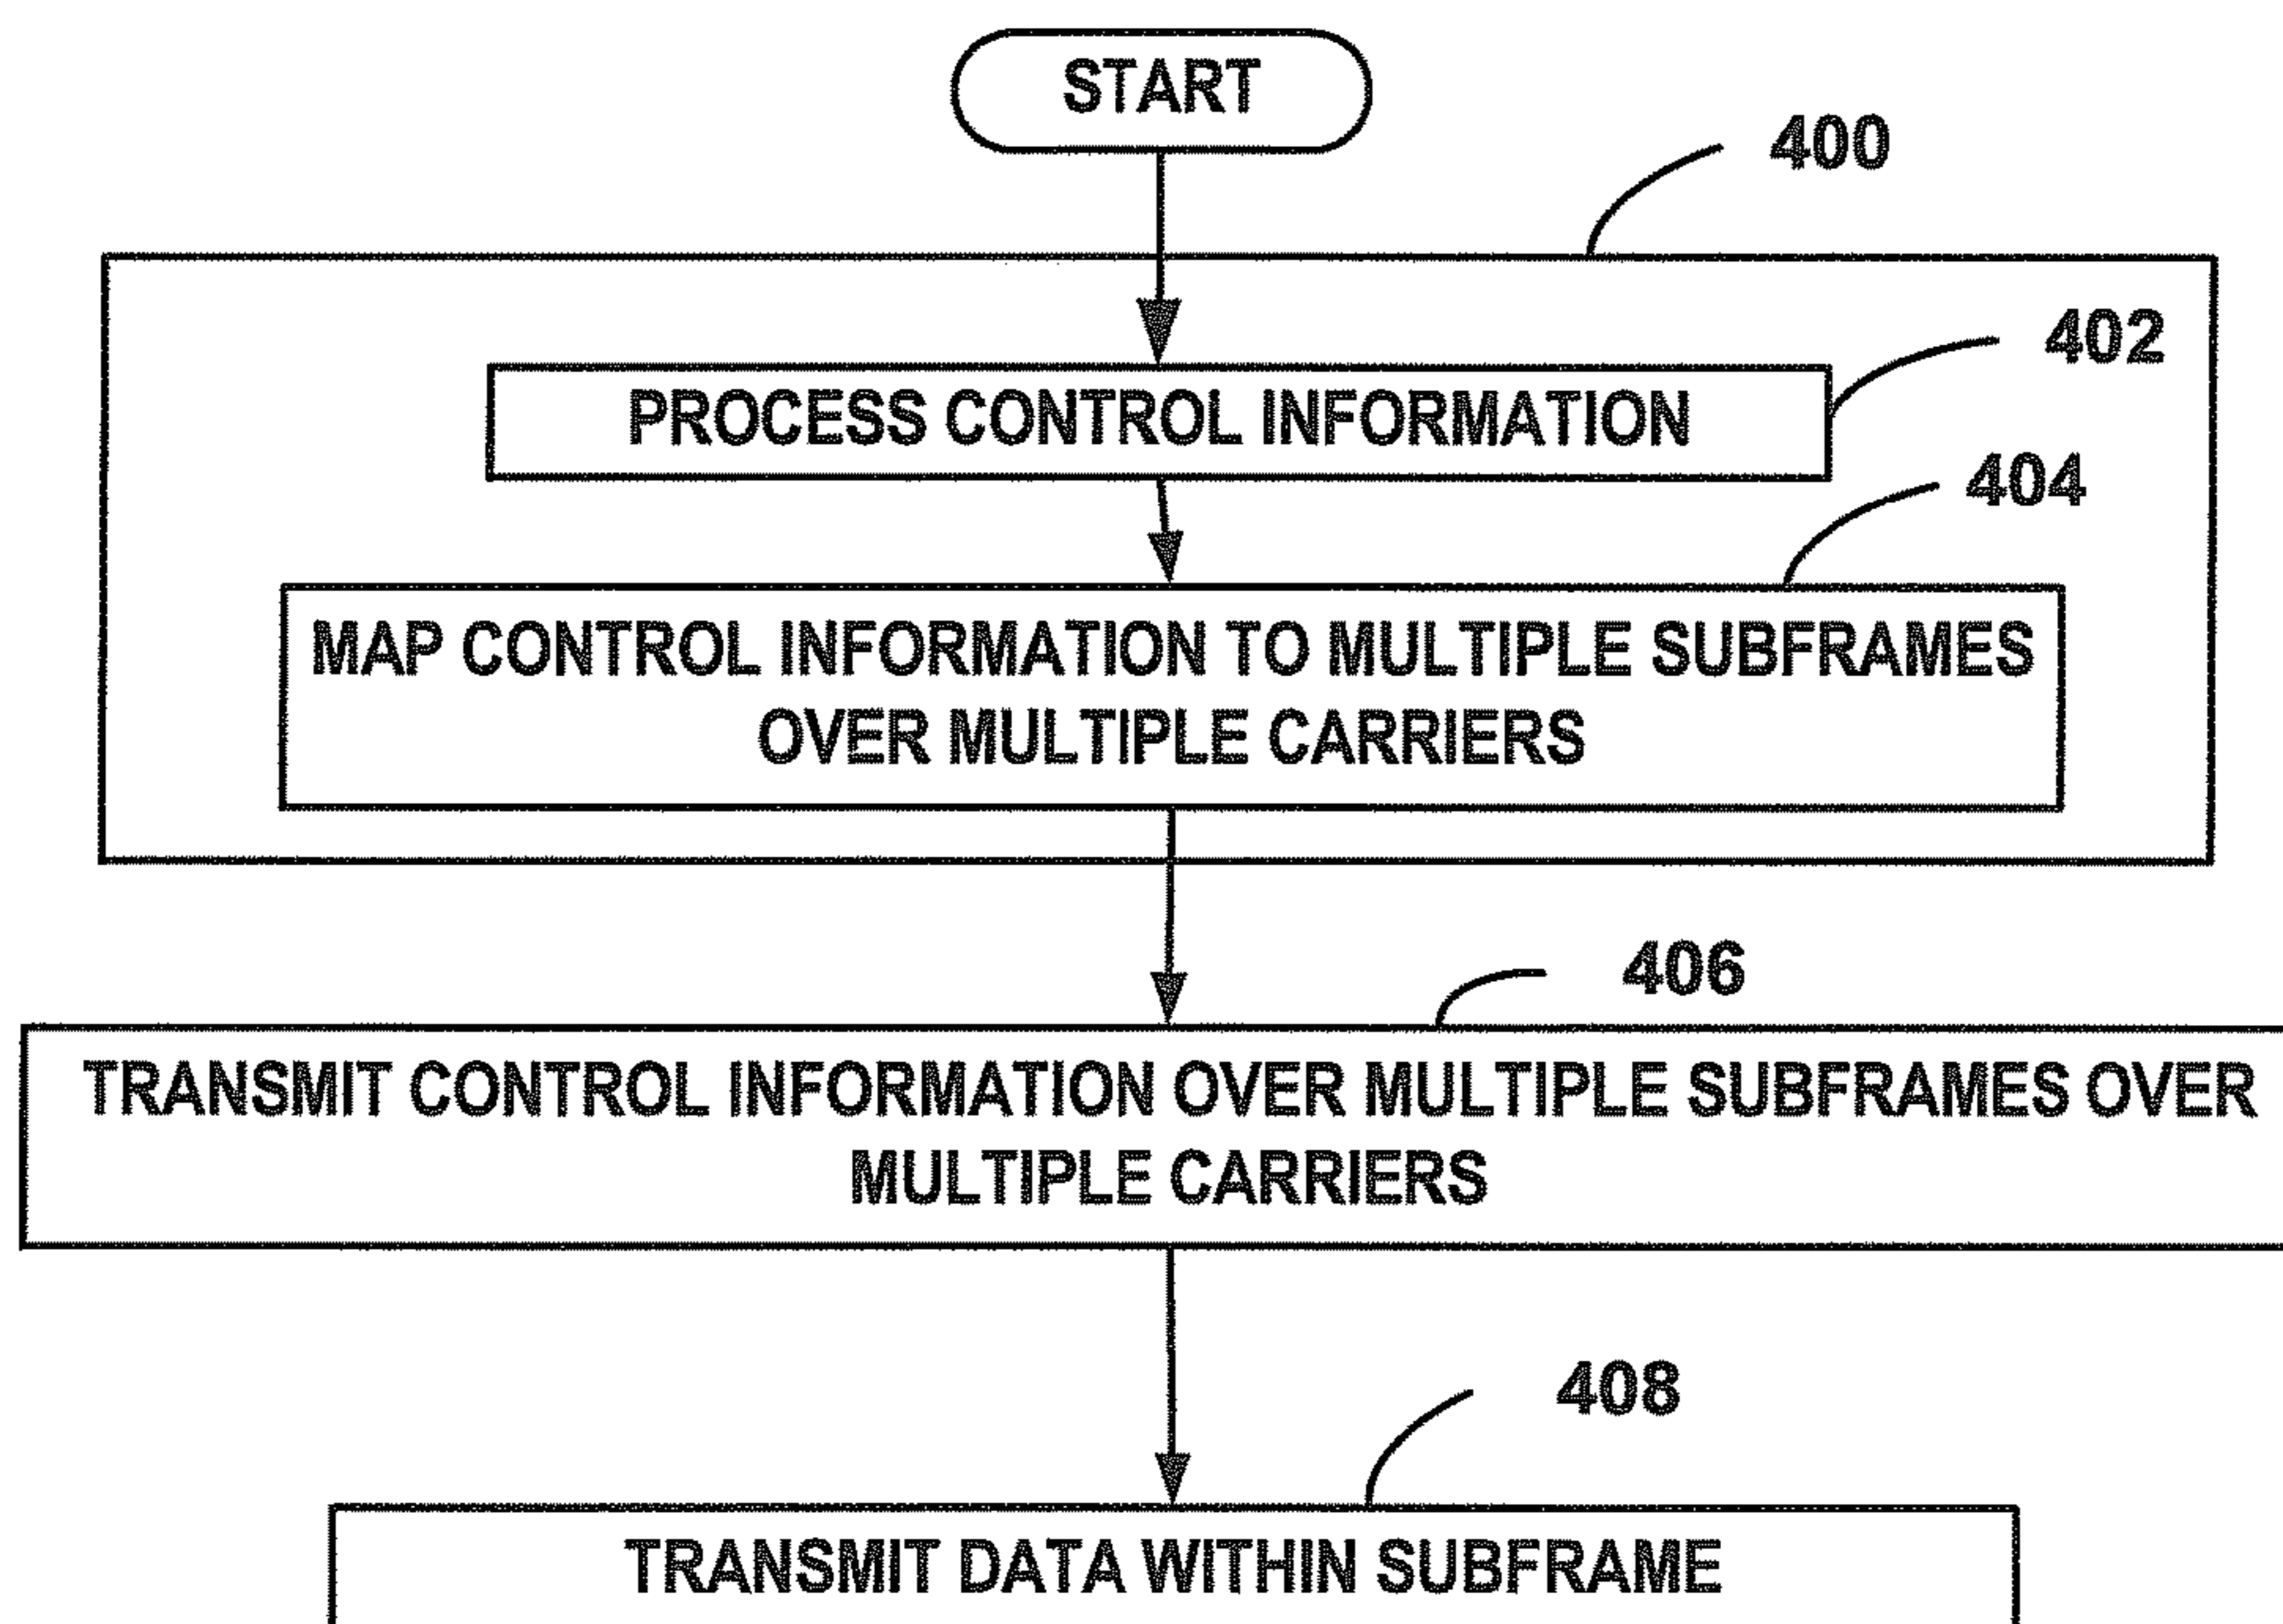 START
400
402
PROCESS CONTROL INFORMATION
404
MAP CONTROL INFORMATION TO MULTIPLE SUBFRAMES
OVER MULTIPLE CARRIERS
406
TRANSMIT CONTROL INFORMATION OVER MULTIPLE SUBFRAMES OVER
MULTIPLE CARRIERS
408
TRANSMIT DATA WITHIN SUBFRAME